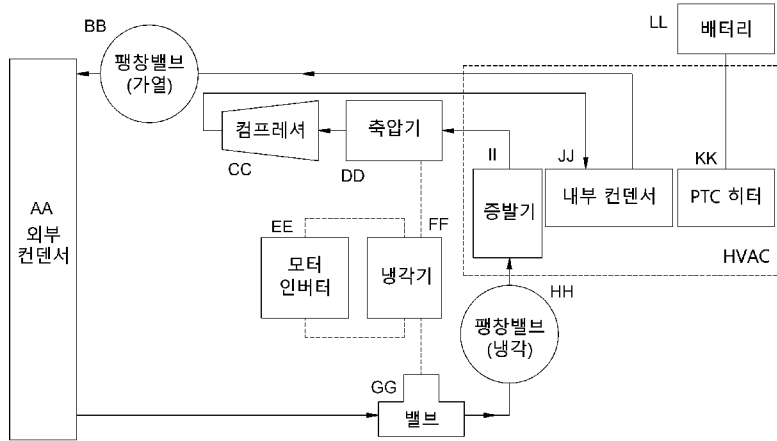 BB
LL
배터리
팽창밸브
(가열)
컴프레셔
축압기
II
JJ
KK
CC
DD
증발기
내부 컨덴서
PTC 히터
AA
외부
컨덴서
EE
FF
HVAC
모터
인버터
냉각기
HH
팽창밸브
(냉각)
GG
밸브